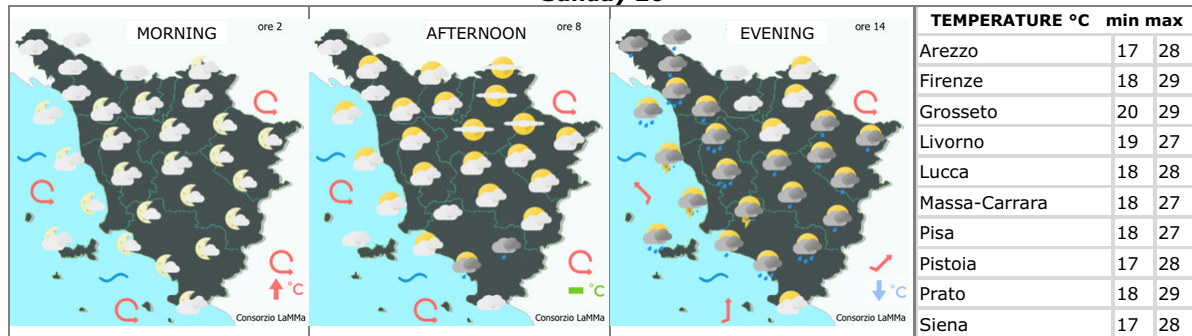 MORNING
ore 2
AFTERNOON
ore 8
EVENING
ore 14
°C
°C
°C
Consorzio LaMMa
Consorzio LaMMa
Consorzio LaMMa
TEMPERATURE °C min max
Arezzo 17 28
Firenze 18 29
Grosseto 20 29
Livorno 19 27
Lucca 18 28
Massa-Carrara 18 27
Pisa 18 27
Pistoia 17 28
Prato 18 29
Siena 17 28